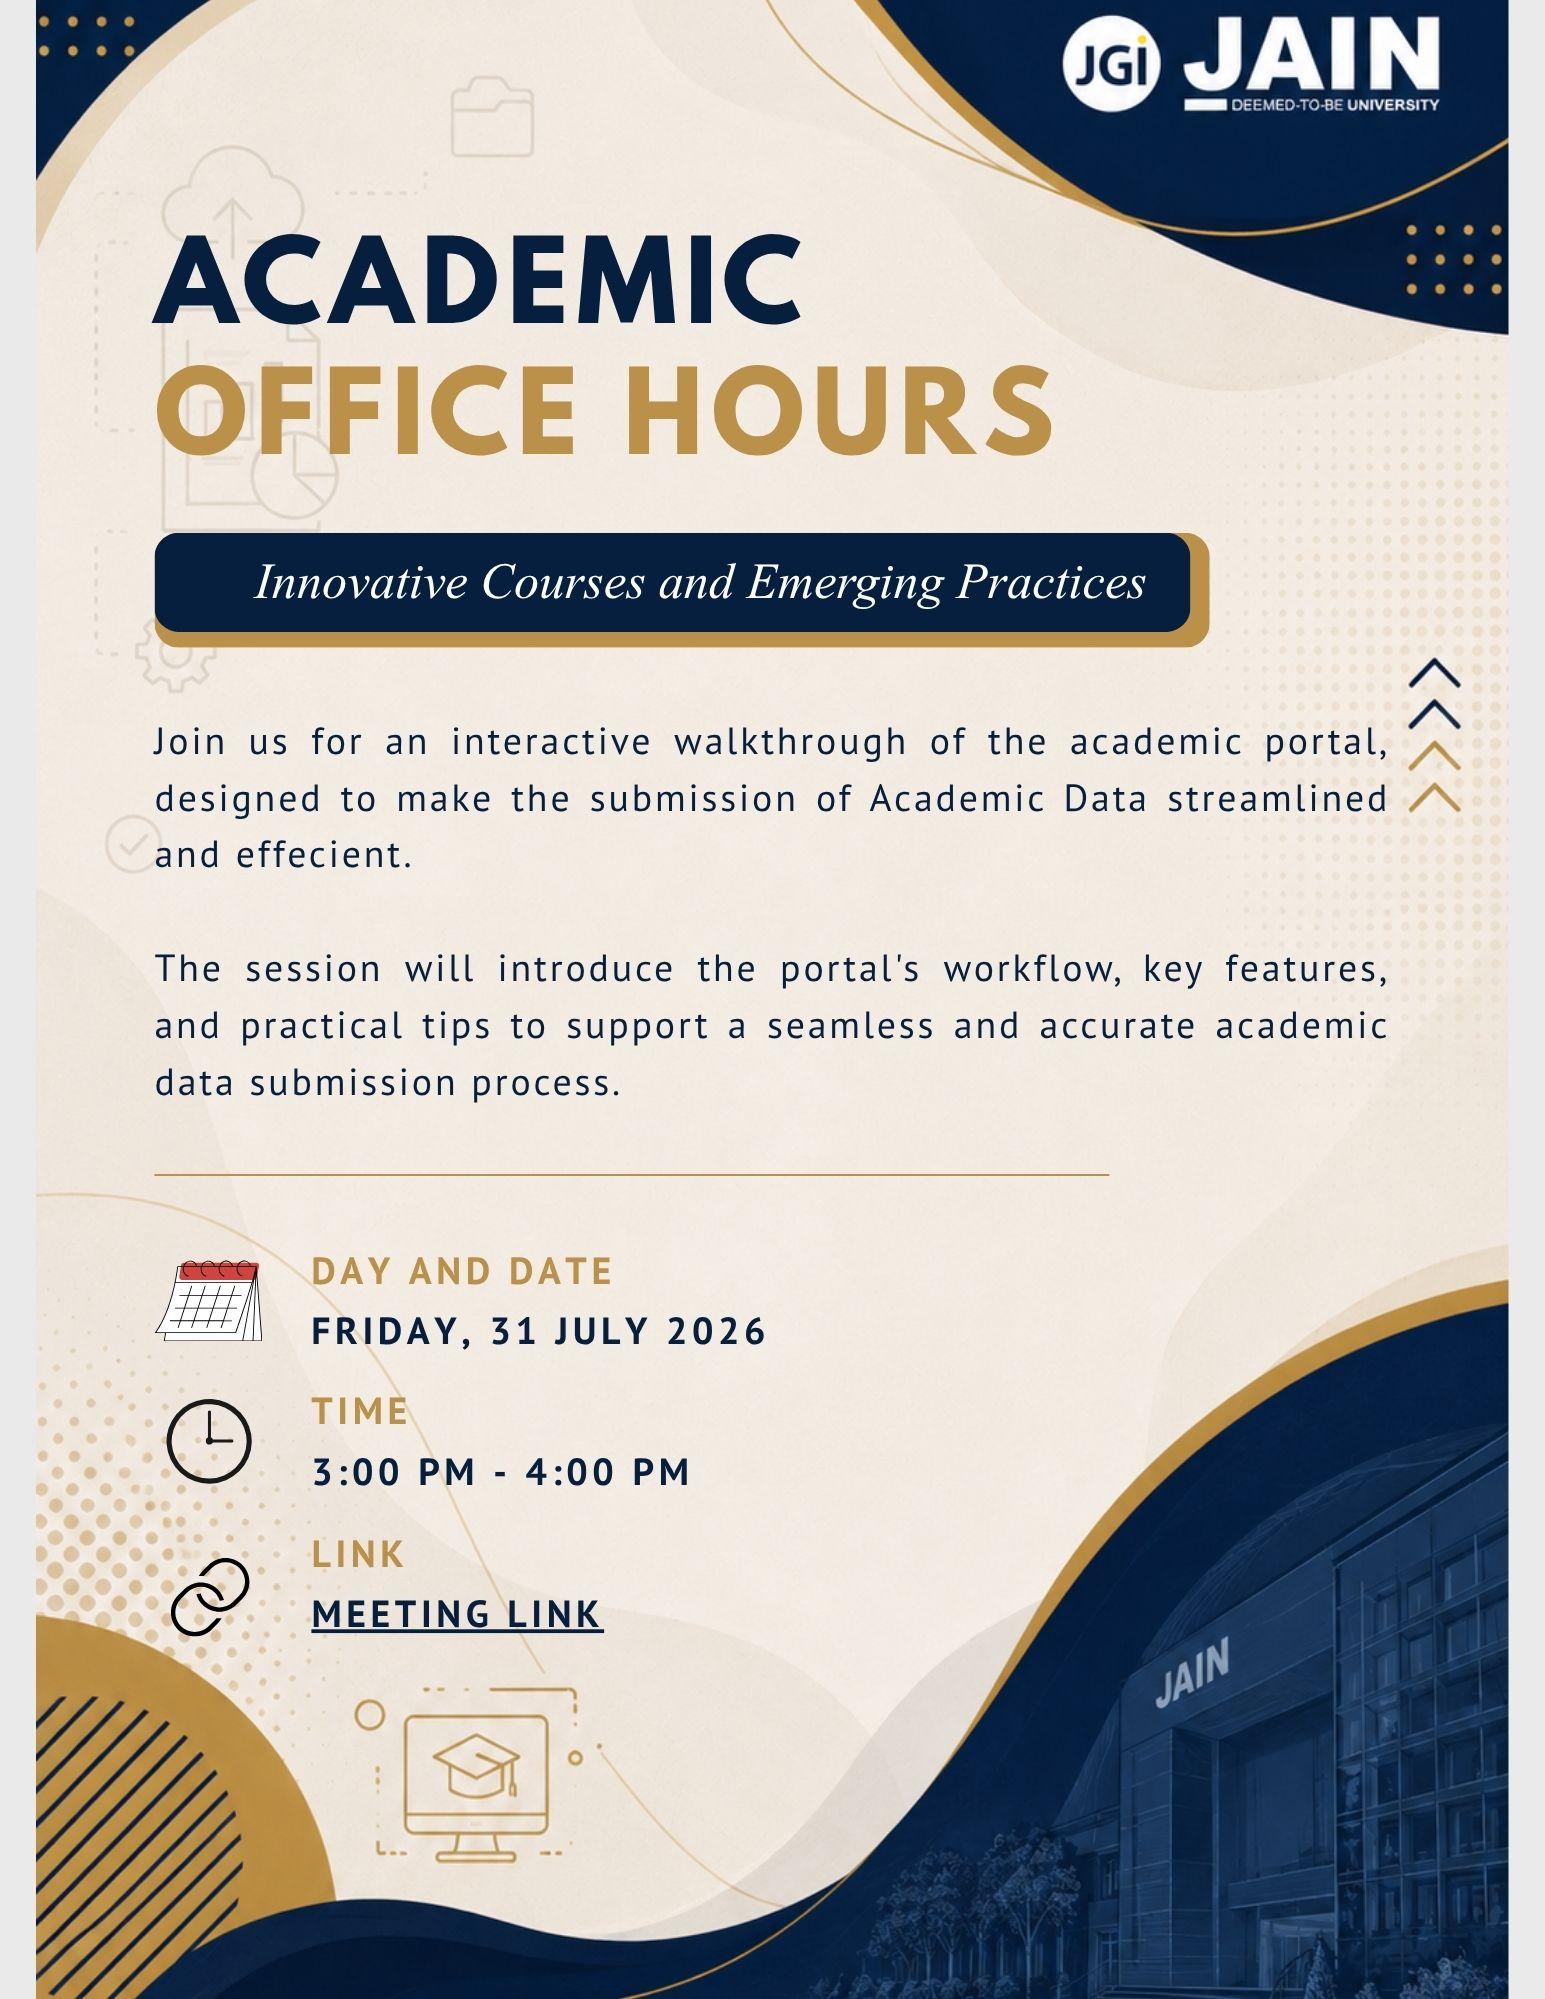 JGi JAIN
DEEMED-TO-BE UNIVERSITY
ACADEMIC
OFFICE HOURS
Innovative Courses and Emerging Practices
Join us for an interactive walkthrough of the academic portal,
designed to make the submission of Academic Data streamlined
and effecient.
The session will introduce the portal's workflow, key features,
and practical tips to support a seamless and accurate academic
data submission process.
DAY AND DATE
FRIDAY, 31 JULY 2026
TIME
3:00 PM - 4:00 PM
LINK
MEETING LINK
JAIN